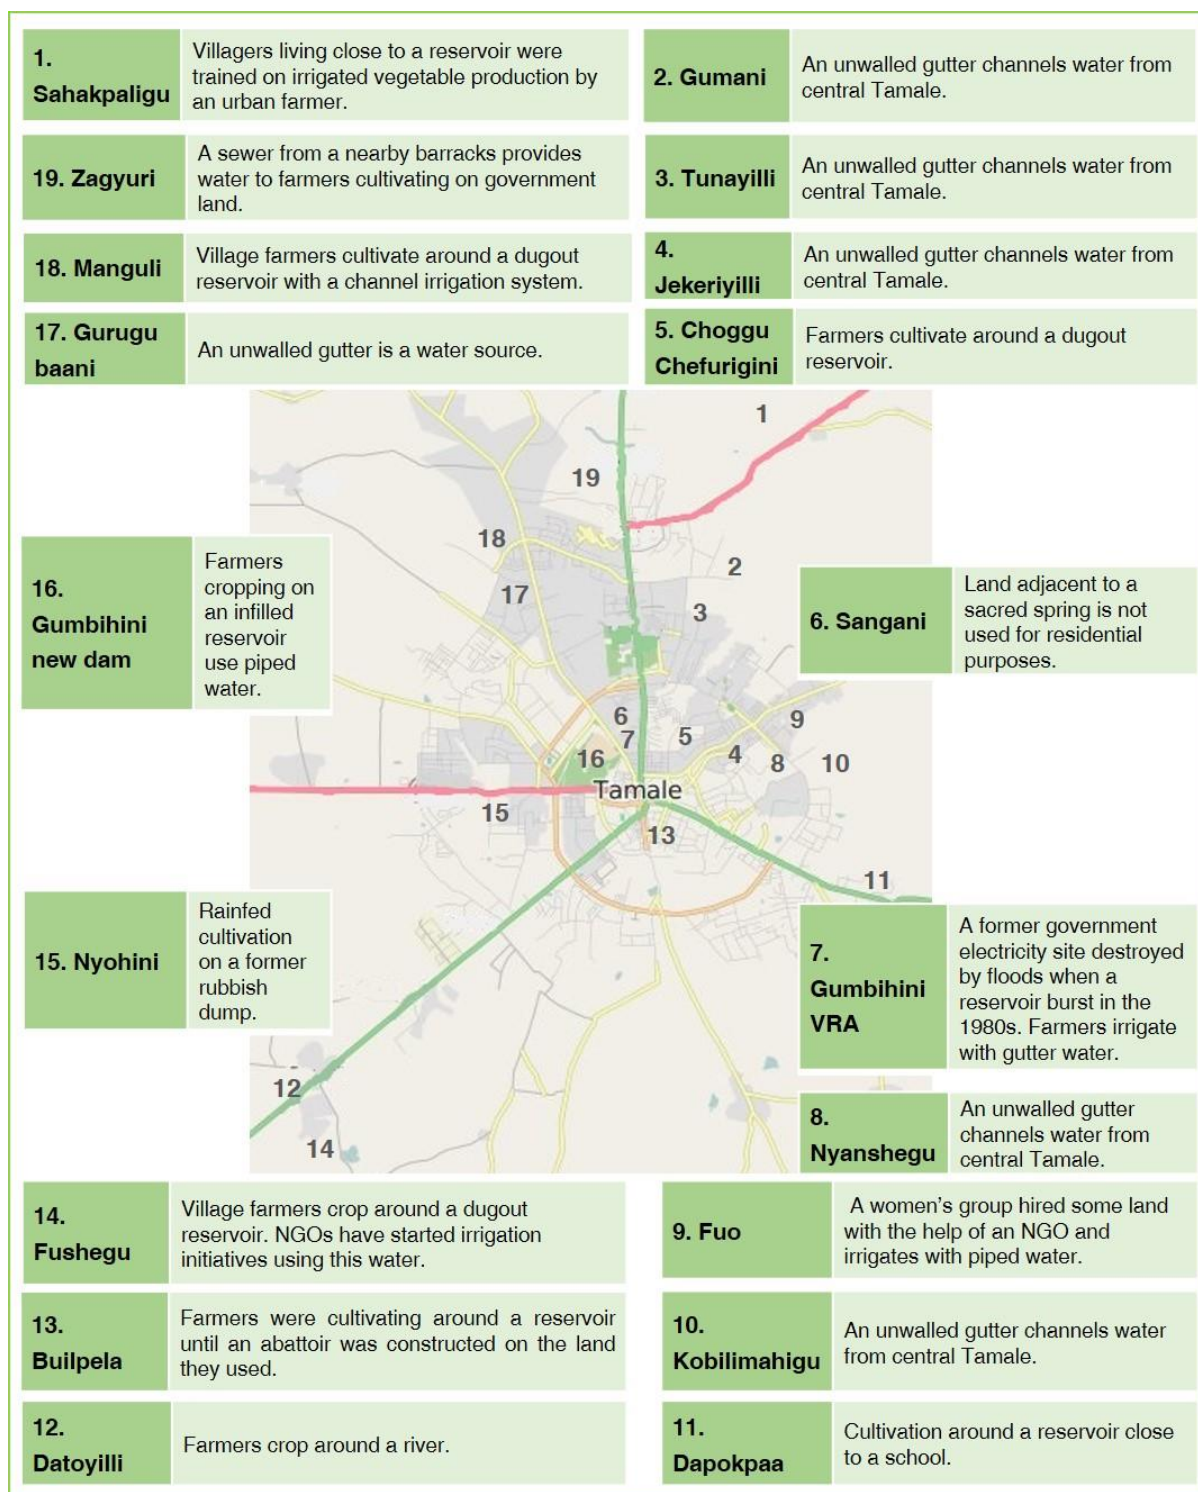 1.
Sahakpaligu
Villagers living close to a reservoir were
trained on irrigated vegetable production by
an urban farmer.
2. Gumani
An unwalled gutter channels water from
central Tamale.
19. Zagyuri
A sewer from a nearby barracks provides
water to farmers cultivating on government
land.
3. Tunayilli
An unwalled gutter channels water from
central Tamale.
18. Manguli
Village farmers cultivate around a dugout
reservoir with a channel irrigation system.
4.
Jekeriyilli
An unwalled gutter channels water from
central Tamale.
17. Gurugu
baani
An unwalled gutter is a water source.
5. Choggu
Chefurigini
Farmers cultivate around a dugout
reservoir.
1
19
18
2
17
3
6
9
7
5
4
16
8
10
Tamale
15
13
11
12
14
16.
Gumbihini
new dam
Farmers
cropping on
an infilled
reservoir
use piped
water.
6. Sangani
Land adjacent to a
sacred spring is not
used for residential
purposes.
15. Nyohini
Rainfed
cultivation
on a former
rubbish
dump.
7.
Gumbihini
VRA
A former government
electricity site destroyed
by floods when a
reservoir burst in the
1980s. Farmers irrigate
with gutter water.
8.
Nyanshegu
An unwalled gutter
channels water from
central Tamale.
14.
Fushegu
Village farmers crop around a dugout
reservoir. NGOs have started irrigation
initiatives using this water.
9. Fuo
A women's group hired some land
with the help of an NGO and
irrigates with piped water.
13.
Builpela
Farmers were cultivating around a reservoir
until an abattoir was constructed on the land
they used.
10.
Kobilimahigu
An unwalled gutter channels water
from central Tamale.
12.
Datoyilli
Farmers crop around a river.
11.
Dapokpaa
Cultivation around a reservoir close
to a school.